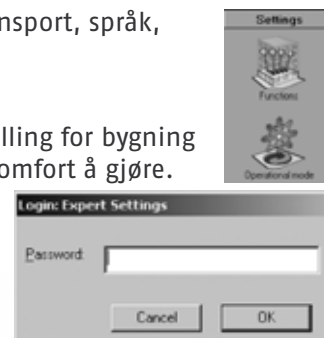 nsport, språk,
Settings
Functions
Operational mode
lling for bygning
omfort å gjøre.
Login: Expert Settings
Password:
Cancel
OK